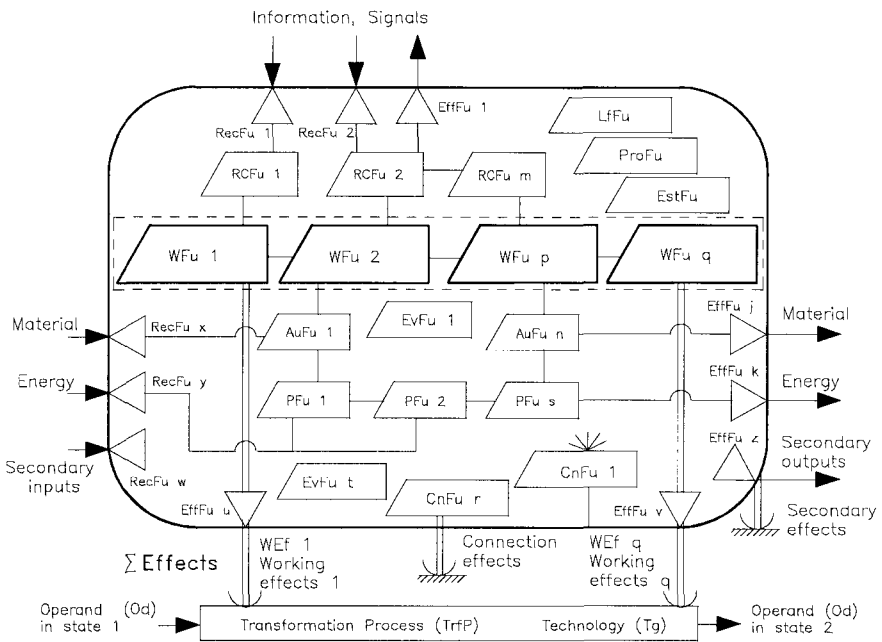 Information, Signals
RecFu 1
RecFu 2
EffFu 1
LfFu
ProFu
EstFu
RCFu 1
RCFu 2
RCFu m
WFu 1
WFu 2
WFu p
WFu q
Material
RecFu x
AuFu 1
EvFu 1
AuFu n
EffFu j
Material
Energy
RecFu y
PFu 1
PFu 2
PFu s
EffFu k
Energy
Secondary
inputs
RecFu w
EvFu t
CnFu r
CnFu 1
EffFu z
Secondary
outputs
Secondary
effects
EffFu u
EffFu v
∑Effects
WEf 1
Working
effects 1
Connection
effects
WEf q
Working
effects q
Operand (Od)
in state 1
Transformation Process (TrfP)
Technology (Tg)
Operand (Od)
in state 2